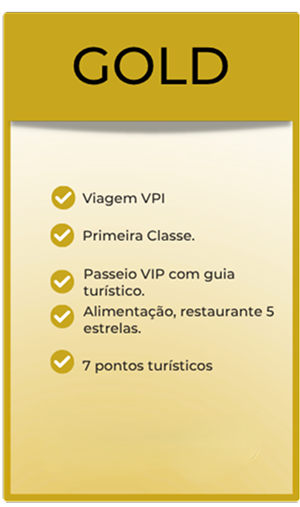 GOLD
Viagem VPI
Primeira Classe.
Passeio VIP com guia
turístico.
Alimentação, restaurante 5
estrelas.
7 pontos turísticos